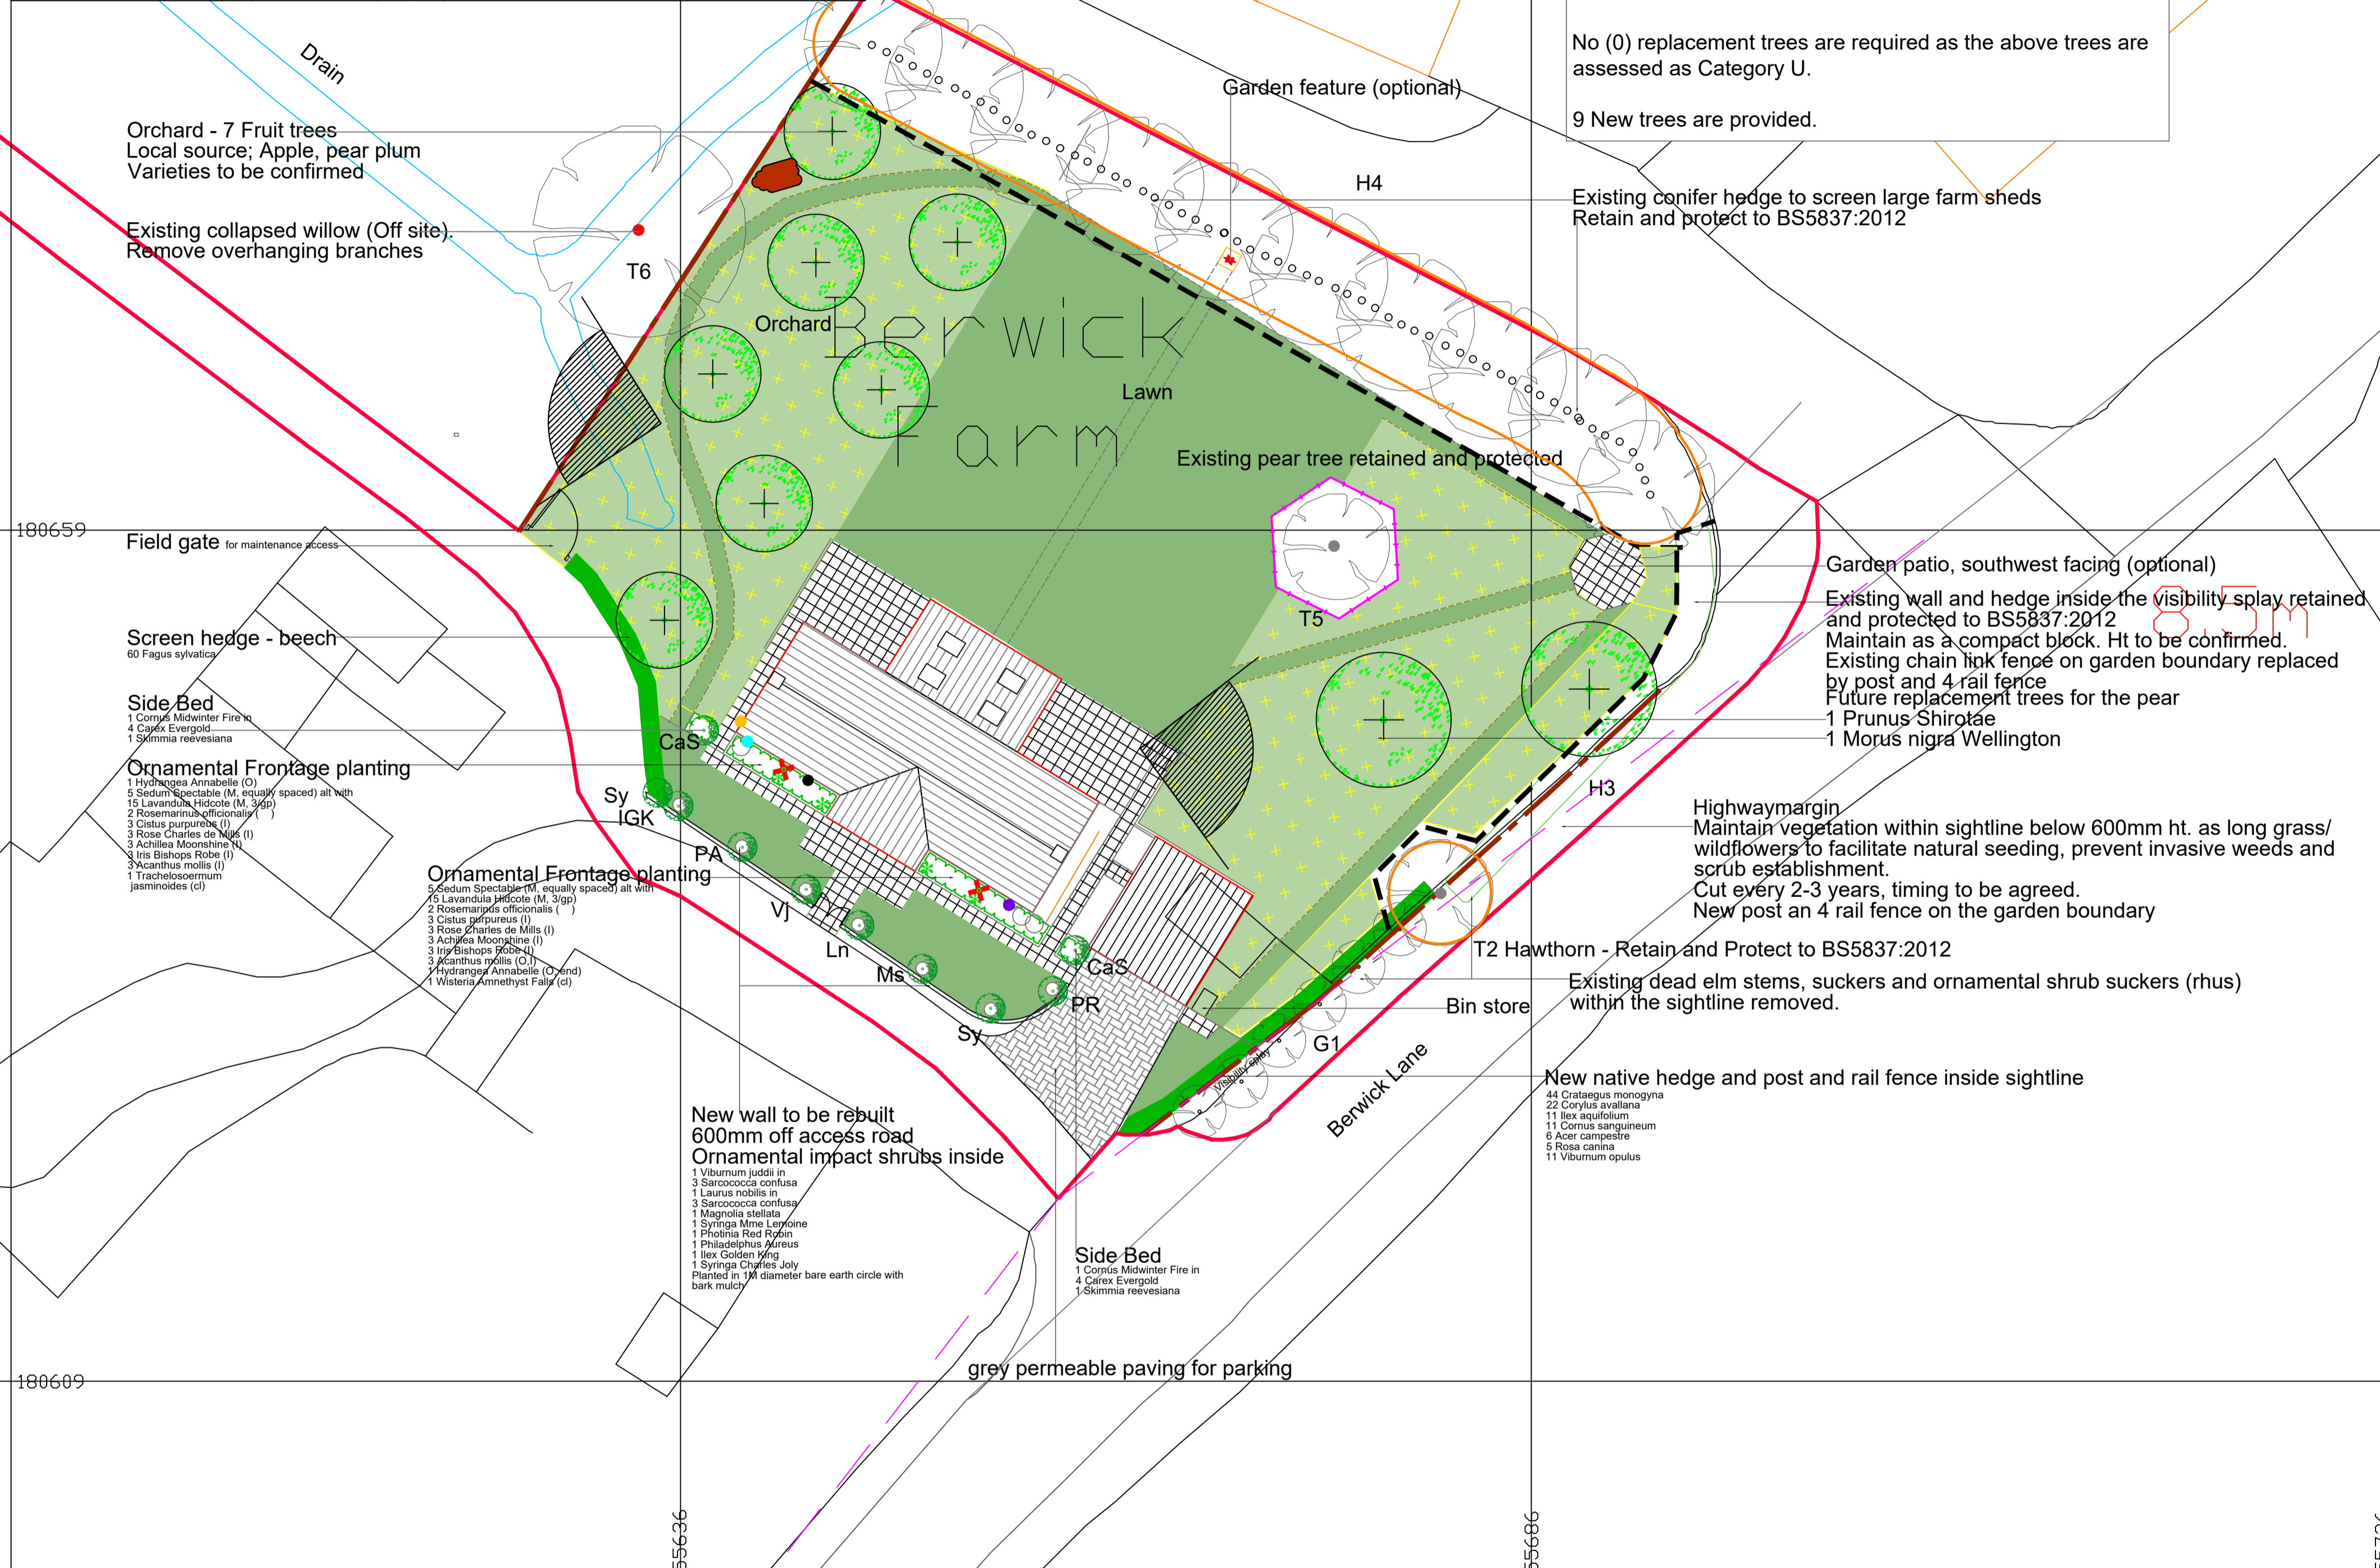 Drain
Orchard - 7 Fruit trees
Local source; Apple, pear plum
Varieties to be confirmed
Existing collapsed willow (Off site).
Remove overhanging branches
T6
Garden feature (optional)
H4
No (0) replacement trees are required as the above trees are
assessed as Category U.
9 New trees are provided.
Existing conifer hedge to screen large farm sheds
Retain and protect to BS5837:2012
Orchard
Berwick
Farm
Lawn
Existing pear tree retained and protected
T5
180659
Field gate for maintenance access
Screen hedge - beech
60 Fagus sylvatica
Side Bed
1 Cornus Midwinter Fire in
4 Carex Evergold
1 Skimmia reevesiana
Ornamental Frontage planting
1 Hydrangea Annabelle (O)
5 Sedum Spectable (M, equally spaced) alt with
15 Lavandula Hidcote (M, 3/gp)
2 Rosemarinus officionalis ( )
3 Cistus purpureus (I)
3 Rose Charles de Mills (I)
3 Achillea Moonshine (I)
3 Iris Bishops Robe (I)
3 Acanthus mollis (I)
1 Trachelosoermum
jasminoides (cl)
Ornamental Frontage planting
5 Sedum Spectable (M, equally spaced) alt with
15 Lavandula Hidcote (M, 3/gp)
2 Rosemarinus officionalis ( )
3 Cistus purpureus (I)
3 Rose Charles de Mills (I)
3 Achillea Moonshine (I)
3 Iris Bishops Robe (I)
3 Acanthus mollis (O,I)
1 Hydrangea Annabelle (O, end)
1 Wisteria Amnethyst Falls (cl)
CaS
Sy
IGK
PA
Vj
Ln
Ms
Sy
PR
CaS
Garden patio, southwest facing (optional)
8.5m
Existing wall and hedge inside the visibility splay retained
and protected to BS5837:2012
Maintain as a compact block. Ht to be confirmed.
Existing chain link fence on garden boundary replaced
by post and 4 rail fence
Future replacement trees for the pear
1 Prunus Shirotae
1 Morus nigra Wellington
H3
Highwaymargin
Maintain vegetation within sightline below 600mm ht. as long grass/
wildflowers to facilitate natural seeding, prevent invasive weeds and
scrub establishment.
Cut every 2-3 years, timing to be agreed.
New post an 4 rail fence on the garden boundary
T2 Hawthorn - Retain and Protect to BS5837:2012
Existing dead elm stems, suckers and ornamental shrub suckers (rhus)
within the sightline removed.
Bin store
G1
Visibility splay
Berwick Lane
New native hedge and post and rail fence inside sightline
44 Crataegus monogyna
22 Corylus avallana
11 Ilex aquifolium
11 Cornus sanguineum
6 Acer campestre
5 Rosa canina
11 Viburnum opulus
New wall to be rebuilt
600mm off access road
Ornamental impact shrubs inside
1 Viburnum juddii in
3 Sarcococca confusa
1 Laurus nobilis in
3 Sarcococca confusa
1 Magnolia stellata
1 Syringa Mme Lemoine
1 Photinia Red Robin
1 Philadelphus Aureus
1 Ilex Golden King
1 Syringa Charles Joly
Planted in 1M diameter bare earth circle with
bark mulch
Side Bed
1 Cornus Midwinter Fire in
4 Carex Evergold
1 Skimmia reevesiana
grey permeable paving for parking
180609
55636
55686